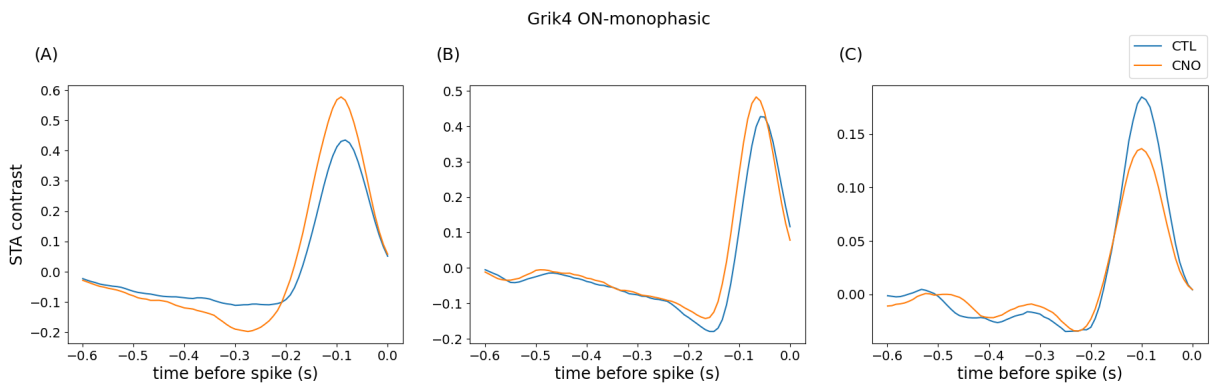 Grik4 ON-monophasic
(A)
(B)
(C)
CTL
CNO
STA contrast
0.6
0.5
0.4
0.3
0.2
0.1
0.0
−0.1
−0.2
−0.6 −0.5 −0.4 −0.3 −0.2 −0.1 0.0
time before spike (s)
0.5
0.4
0.3
0.2
0.1
0.0
−0.1
−0.2
−0.6 −0.5 −0.4 −0.3 −0.2 −0.1 0.0
time before spike (s)
0.15
0.10
0.05
0.00
−0.6 −0.5 −0.4 −0.3 −0.2 −0.1 0.0
time before spike (s)